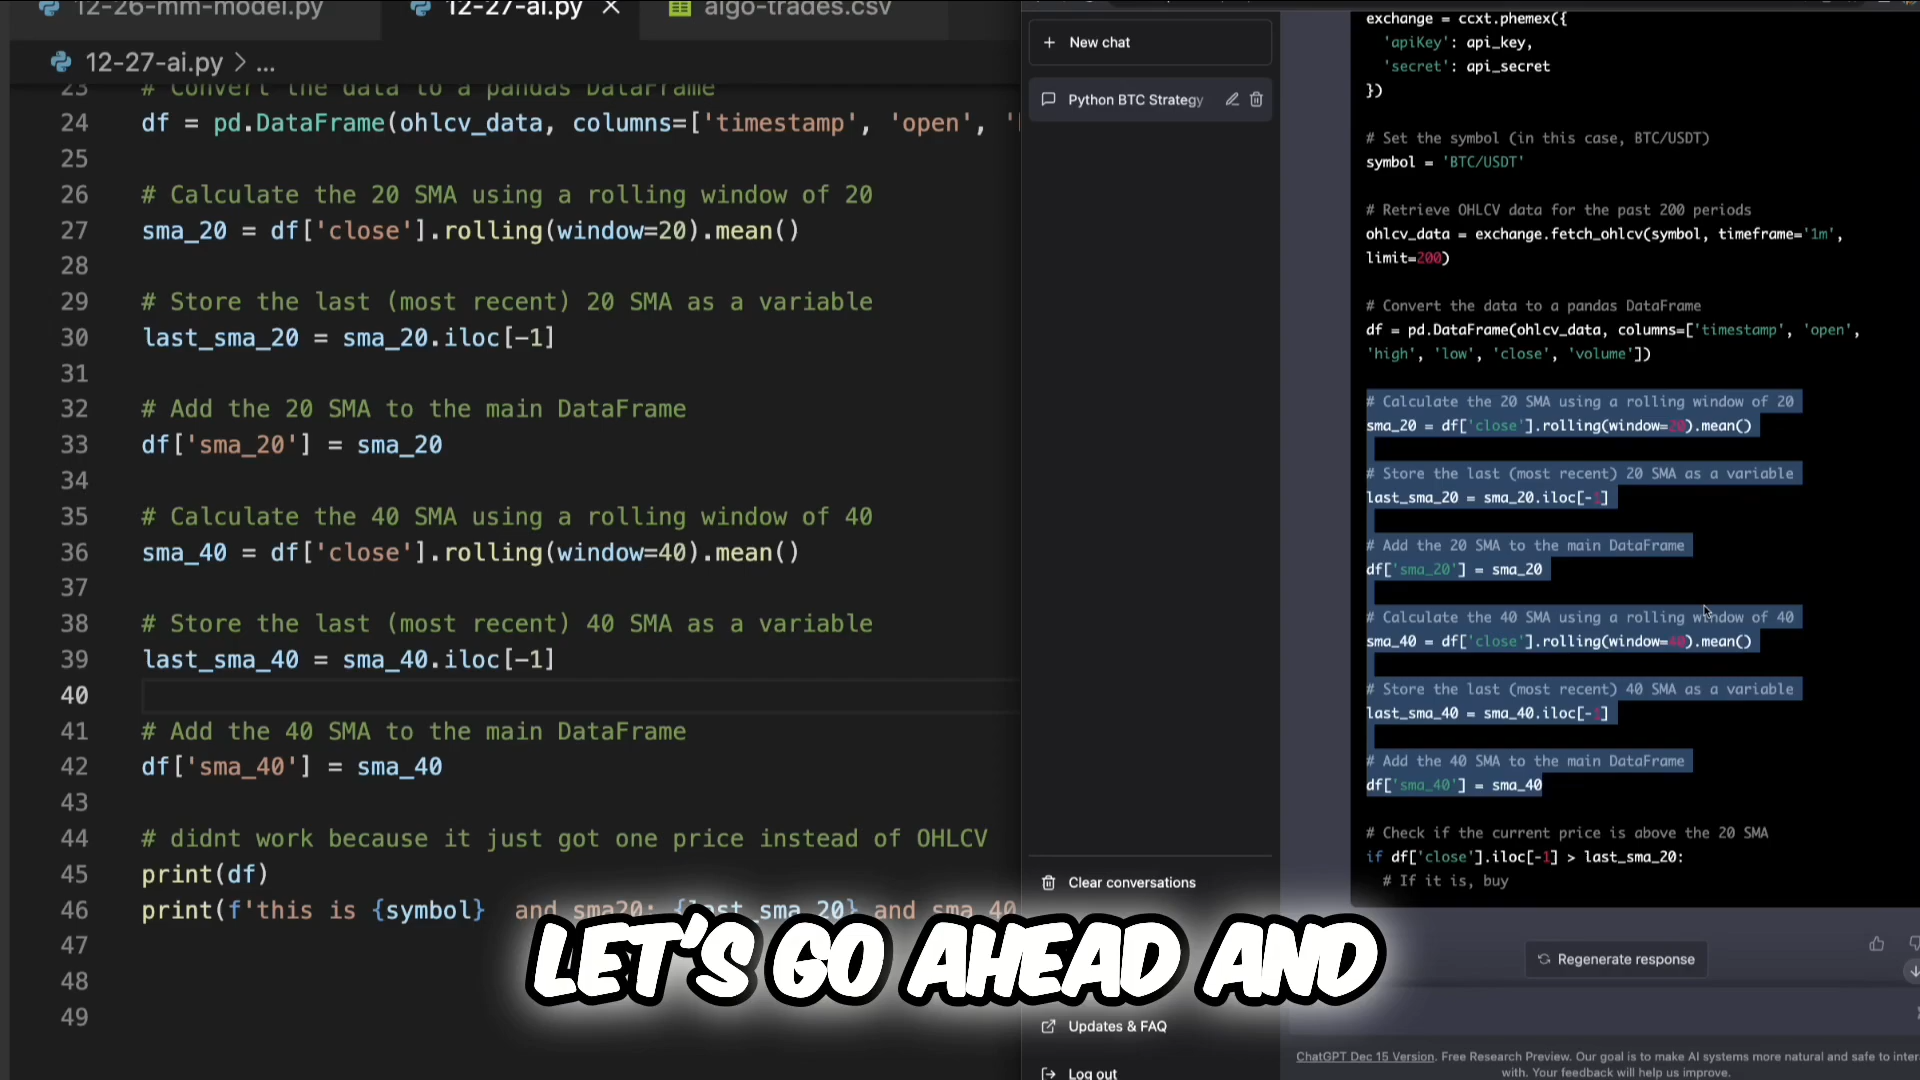 12-26-mm-model.py
12-27-ai.py
algo-trades.csv
12-27-ai.py > ...
23 # Convert the data to a pandas DataFrame
24 df = pd.DataFrame(ohlcv_data, columns=['timestamp', 'open',
25
26 # Calculate the 20 SMA using a rolling window of 20
27 sma_20 = df['close'].rolling(window=20).mean()
28
29 # Store the last (most recent) 20 SMA as a variable
30 last_sma_20 = sma_20.iloc[-1]
31
32 # Add the 20 SMA to the main DataFrame
33 df['sma_20'] = sma_20
34
35 # Calculate the 40 SMA using a rolling window of 40
36 sma_40 = df['close'].rolling(window=40).mean()
37
38 # Store the last (most recent) 40 SMA as a variable
39 last_sma_40 = sma_40.iloc[-1]
40
41 # Add the 40 SMA to the main DataFrame
42 df['sma_40'] = sma_40
43
44 # didnt work because it just got one price instead of OHLCV
45 print(df)
46 print(f'this is {symbol}  and sma20: {last_sma_20} and sma 40
47
48
49
LET'S GO AHEAD AND
New chat
Python BTC Strategy
Clear conversations
Updates & FAQ
Log out
exchange = ccxt.phemex({
'apiKey': api_key,
'secret': api_secret
})
# Set the symbol (in this case, BTC/USDT)
symbol = 'BTC/USDT'
# Retrieve OHLCV data for the past 200 periods
ohlcv_data = exchange.fetch_ohlcv(symbol, timeframe='1m',
limit=200)
# Convert the data to a pandas DataFrame
df = pd.DataFrame(ohlcv_data, columns=['timestamp', 'open',
'high', 'low', 'close', 'volume'])
# Calculate the 20 SMA using a rolling window of 20
sma_20 = df['close'].rolling(window=20).mean()
# Store the last (most recent) 20 SMA as a variable
last_sma_20 = sma_20.iloc[-1]
# Add the 20 SMA to the main DataFrame
df['sma_20'] = sma_20
# Calculate the 40 SMA using a rolling window of 40
sma_40 = df['close'].rolling(window=40).mean()
# Store the last (most recent) 40 SMA as a variable
last_sma_40 = sma_40.iloc[-1]
# Add the 40 SMA to the main DataFrame
df['sma_40'] = sma_40
# Check if the current price is above the 20 SMA
if df['close'].iloc[-1] > last_sma_20:
# If it is, buy
Regenerate response
ChatGPT Dec 15 Version. Free Research Preview. Our goal is to make AI systems more natural and safe to inter
with. Your feedback will help us improve.